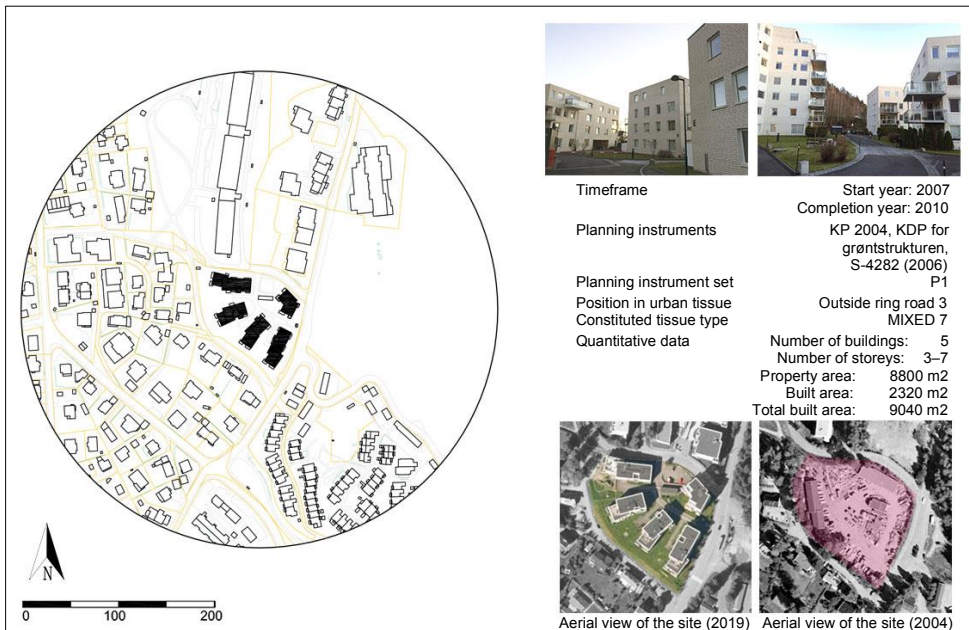 Timeframe
Start year: 2007
Completion year: 2010
Planning instruments
KP 2004, KDP for
grøntstrukturen,
S-4282 (2006)
Planning instrument set
P1
Position in urban tissue
Outside ring road 3
Constituted tissue type
MIXED 7
Quantitative data
Number of buildings: 5
Number of storeys: 3–7
Property area: 8800 m2
Built area: 2320 m2
Total built area: 9040 m2
N
0 100 200
Aerial view of the site (2019)
Aerial view of the site (2004)